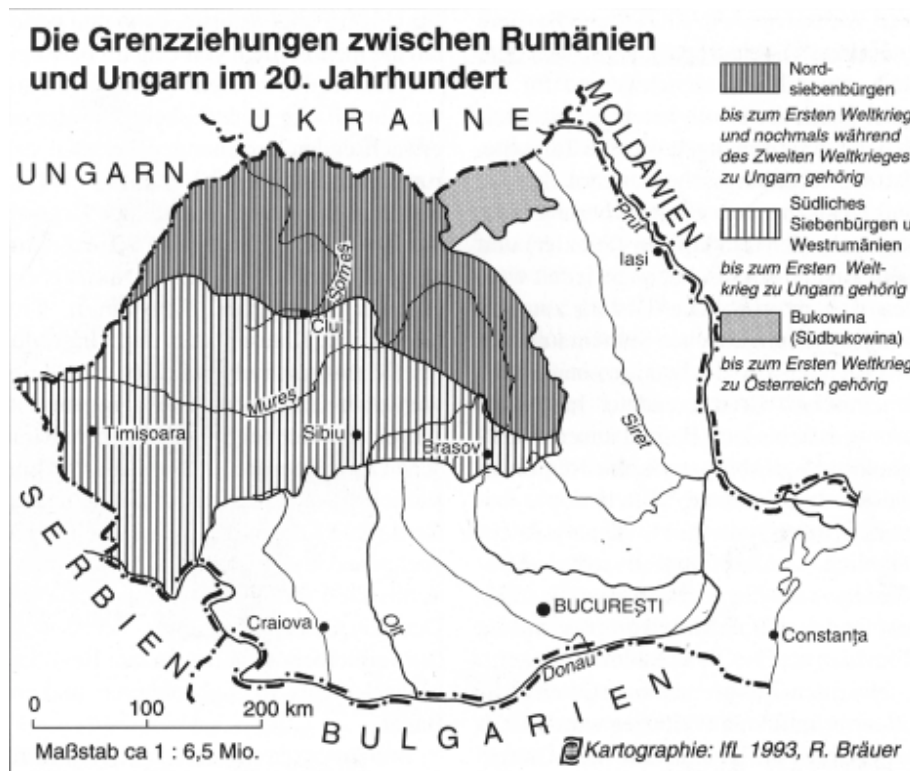 Die Grenzziehungen zwischen Rumänien
und Ungarn im 20. Jahrhundert
Nord-
siebenbürgen
bis zum Ersten Weltkrieg
und nochmals während
des Zweiten Weltkrieges
zu Ungarn gehörig
Südliches
Siebenbürgen u
Westrumänien
bis zum Ersten Welt-
krieg zu Ungarn gehörig
Bukowina
(Südbukowina)
bis zum Ersten Weltkrieg
zu Österreich gehörig
UKRAINE
MOLDAWIEN
UNGARN
Prut
Iași
Someș
Clu
Mureș
Timișoara
Sibiu
Brasov
Siret
SERBIEN
Craiova
Olt
BUCUREȘTI
Constanța
Donau
BULGARIEN
0 100 200 km
Maßstab ca 1 : 6,5 Mio.
Kartographie: IfL 1993, R. Bräuer